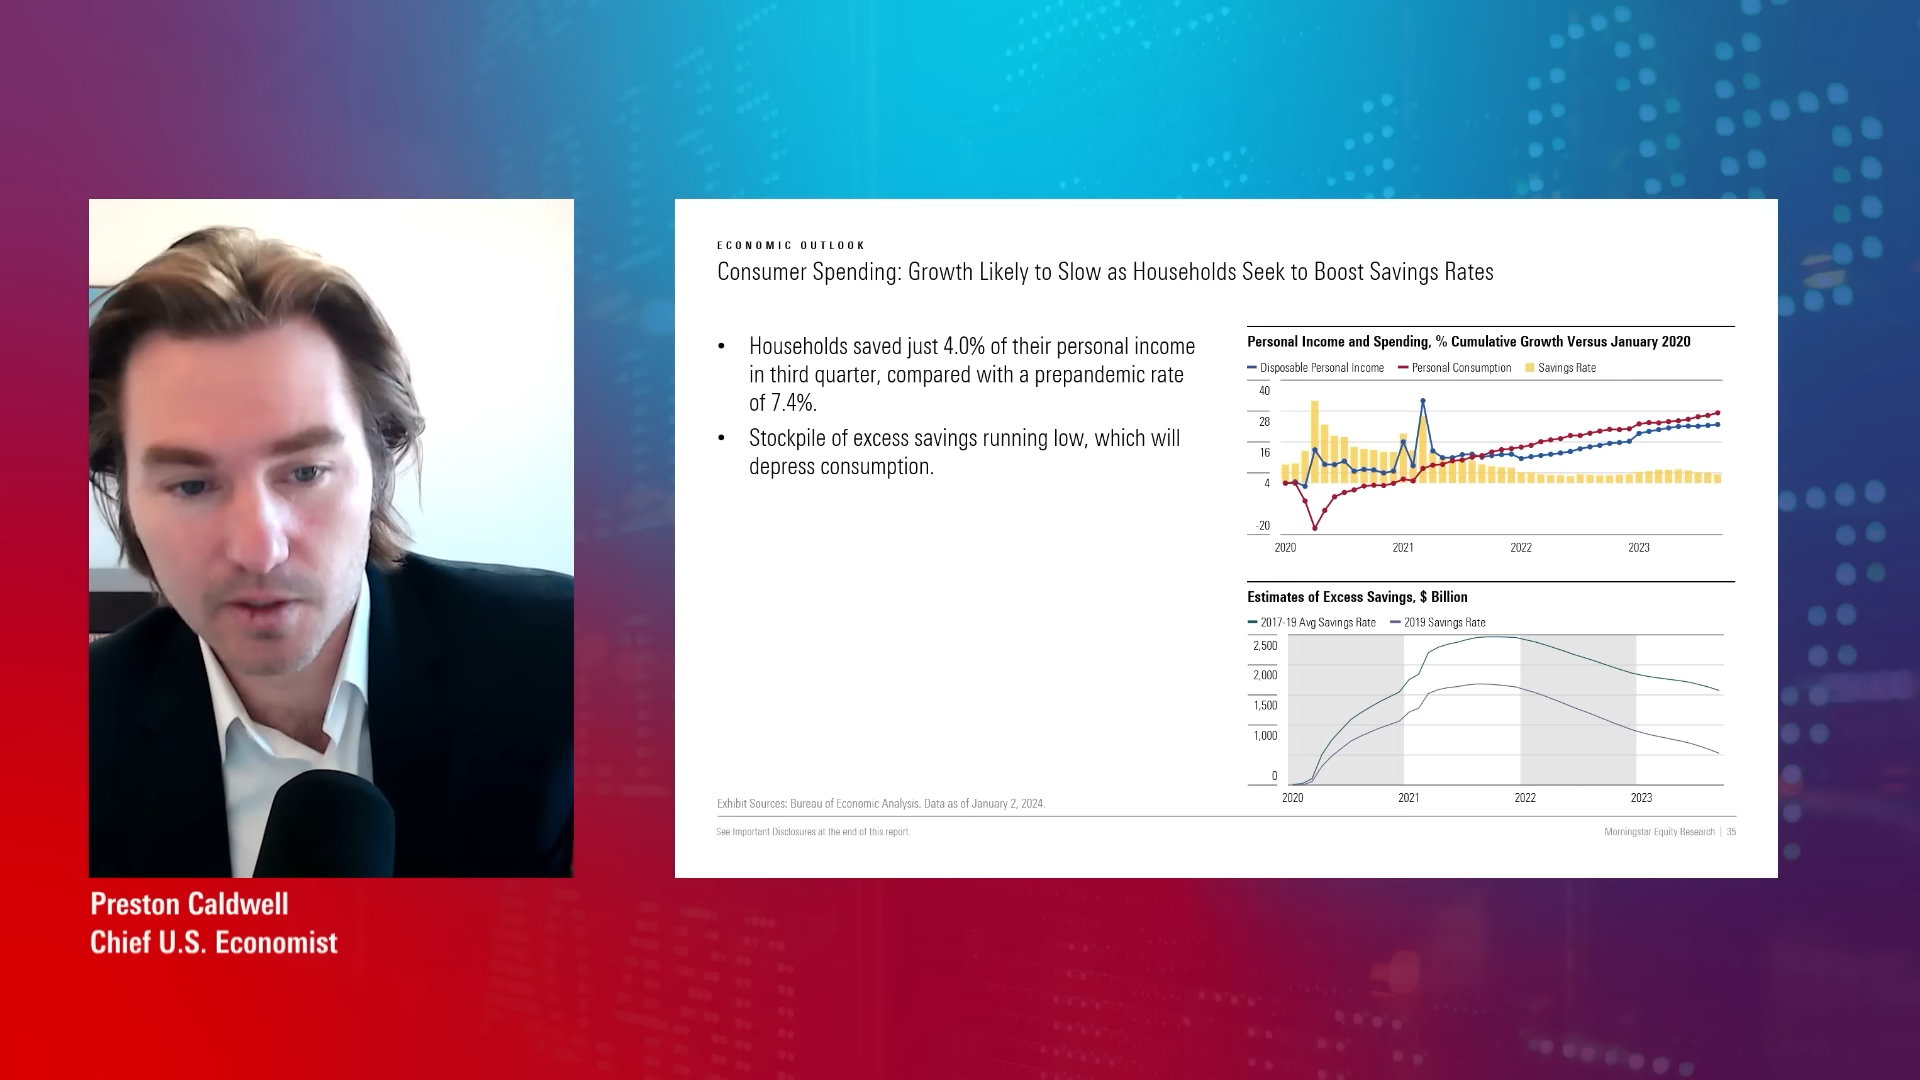 ECONOMIC OUTLOOK
Consumer Spending: Growth Likely to Slow as Households Seek to Boost Savings Rates
• Households saved just 4.0% of their personal income
in third quarter, compared with a prepandemic rate
of 7.4%.
• Stockpile of excess savings running low, which will
depress consumption.
Personal Income and Spending, % Cumulative Growth Versus January 2020
Disposable Personal Income Personal Consumption Savings Rate
40
28
16
4
-20
2020 2021 2022 2023
Estimates of Excess Savings, $ Billion
2017-19 Avg Savings Rate 2019 Savings Rate
2,500
2,000
1,500
1,000
0
2020 2021 2022 2023
Exhibit Sources: Bureau of Economic Analysis. Data as of January 2, 2024.
See Important Disclosures at the end of this report.
Morningstar Equity Research | 35
Preston Caldwell
Chief U.S. Economist